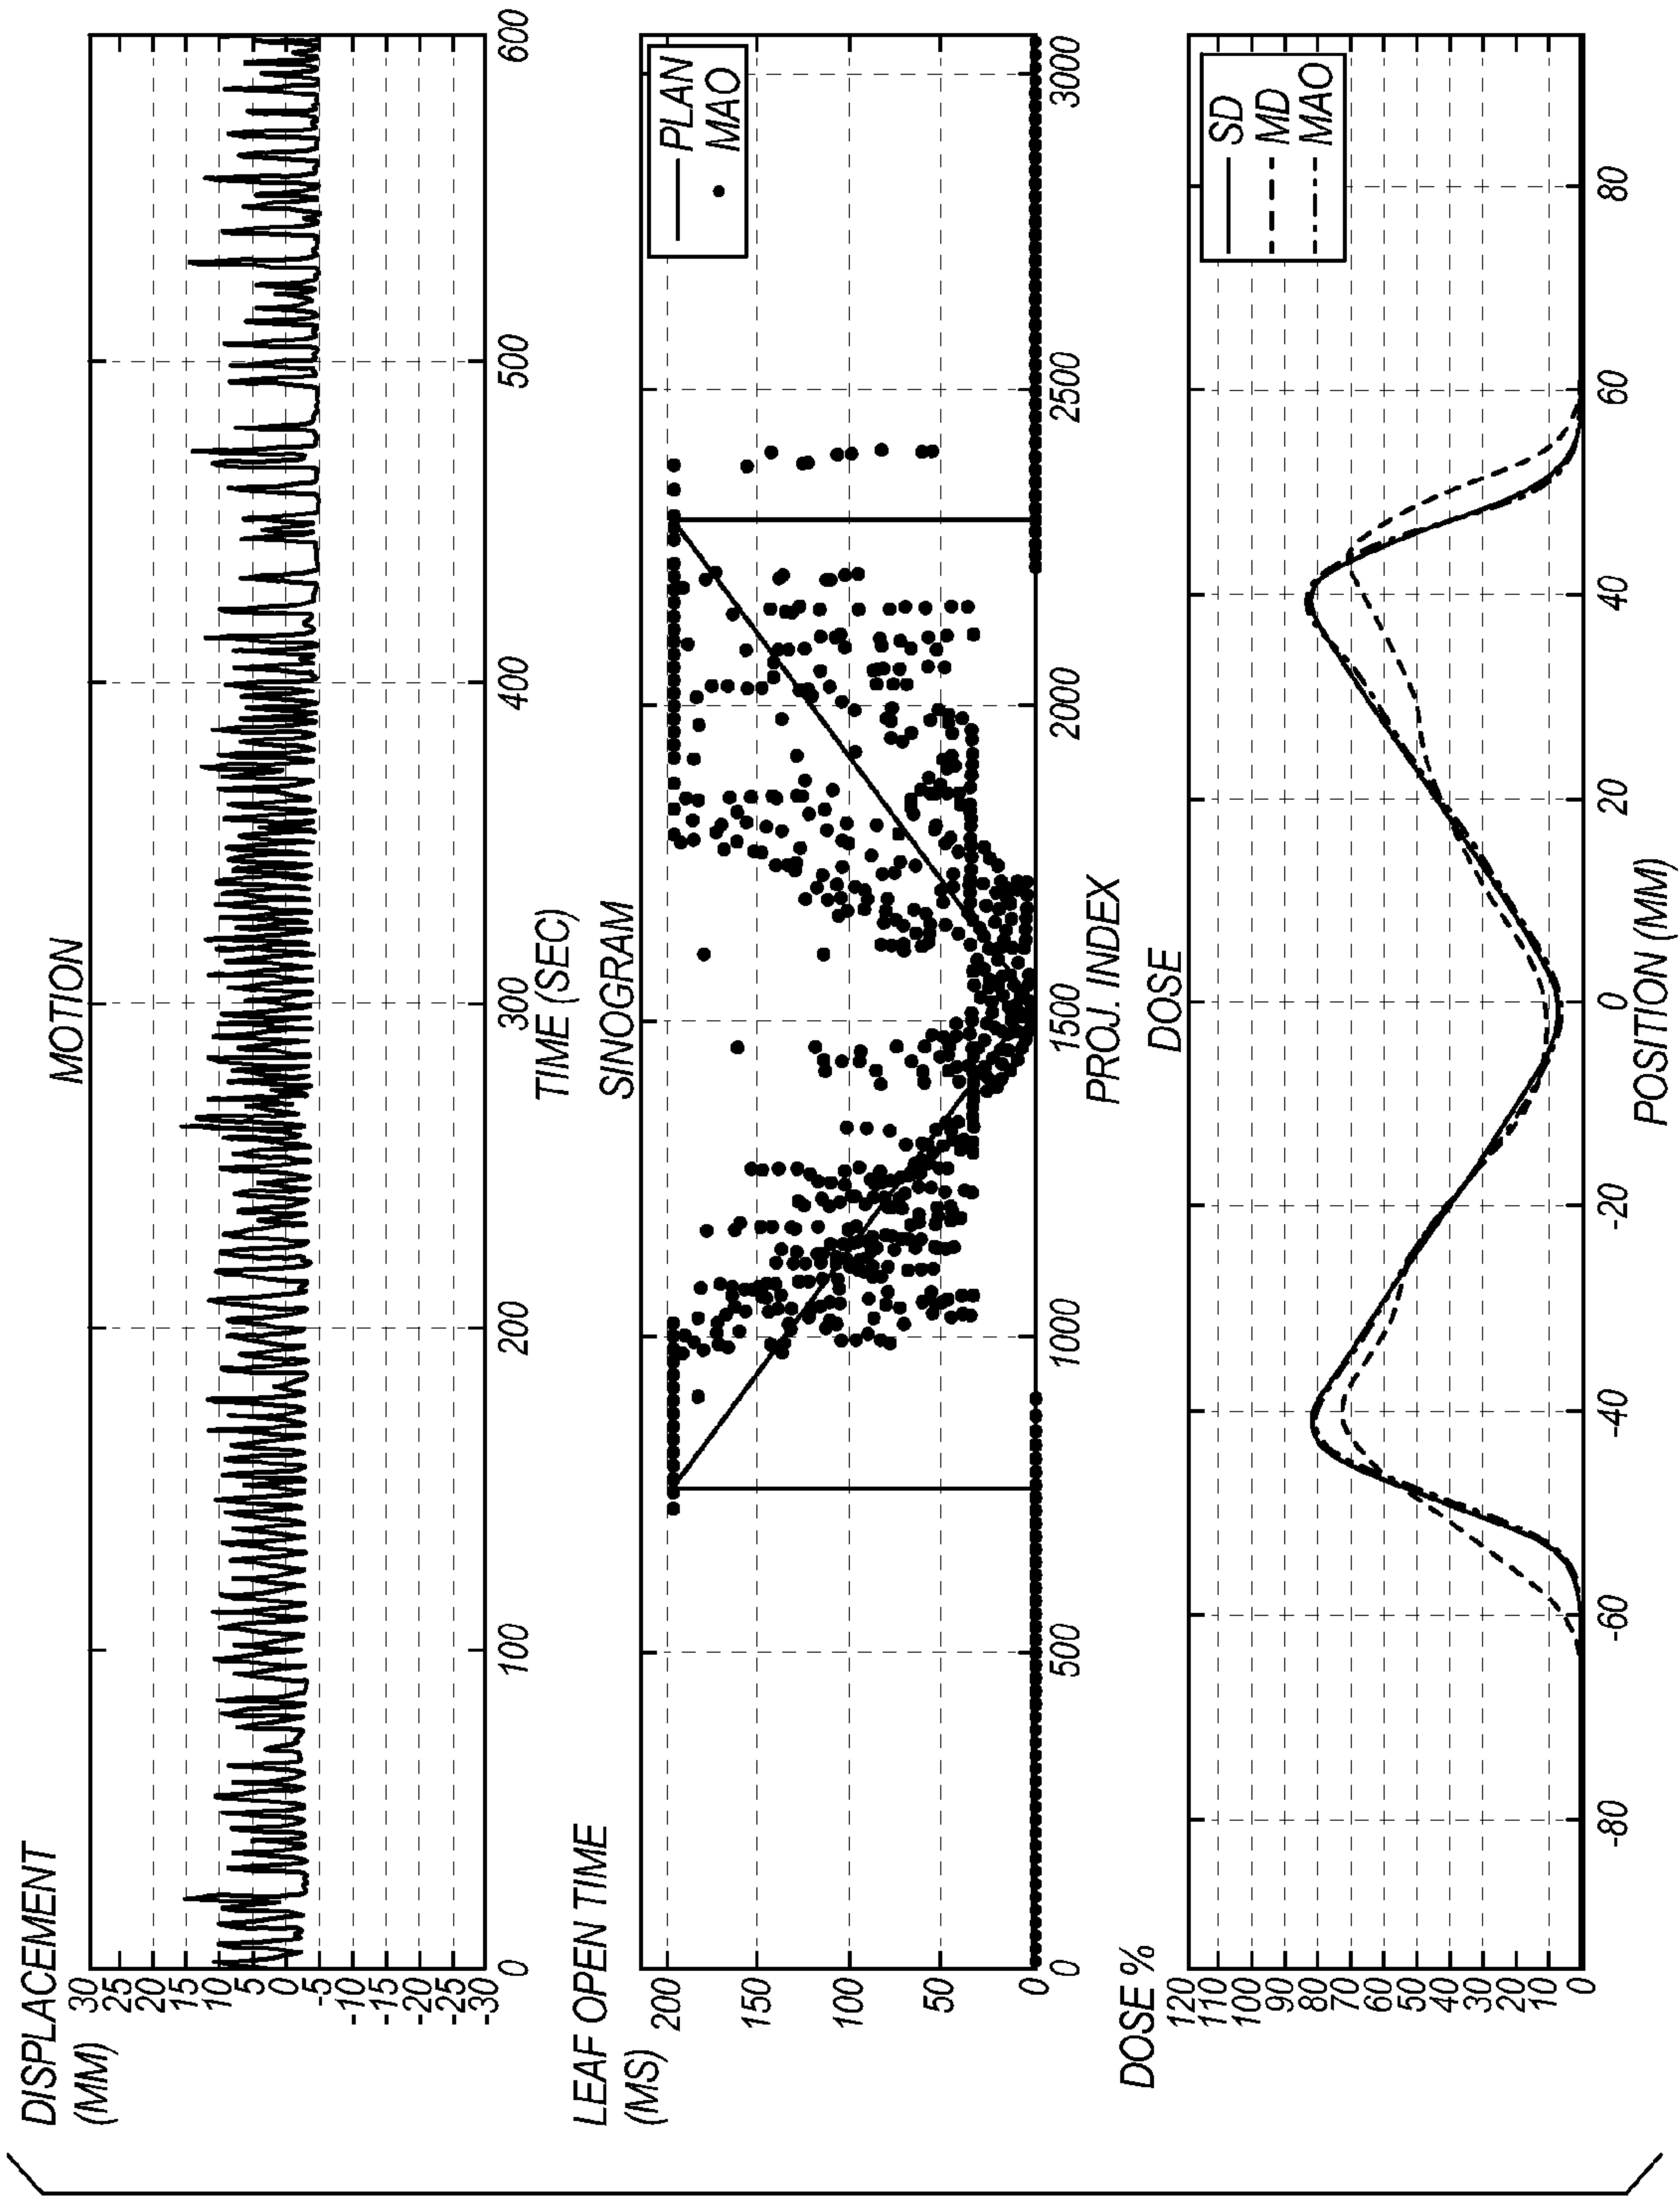 MOTION
DISPLACEMENT
(MM)
30
25
20
15
10
5
0
-5
-10
-15
-20
-25
-30
0 100 200 300 400 500 600
TIME (SEC)
SINOGRAM
LEAF OPEN TIME
(MS)
PLAN
MAO
200
150
100
50
0
0 500 1000 1500 2000 2500 3000
PROJ. INDEX
DOSE
DOSE %
SD
MD
MAO
120
110
100
90
80
70
60
50
40
30
20
10
0
-80 -60 -40 -20 0 20 40 60 80
POSITION (MM)